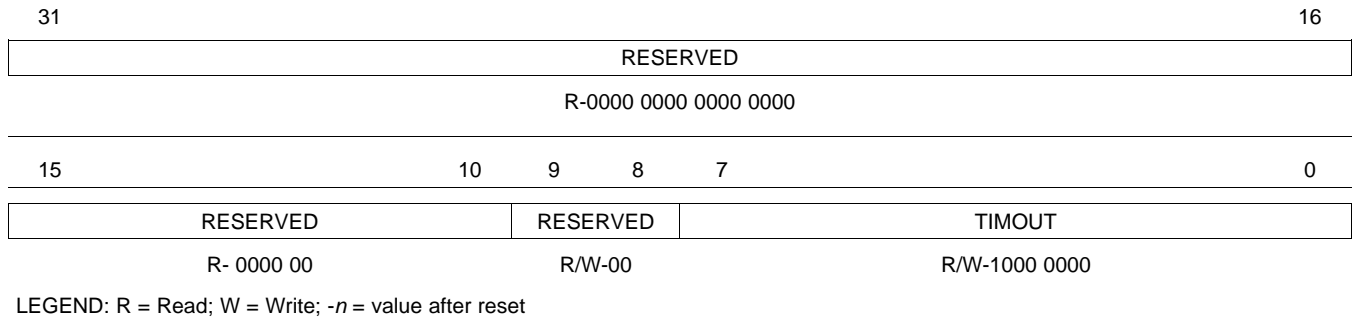 31 16
RESERVED
R-0000 0000 0000 0000
15 10 9 8 7 0
RESERVED RESERVED TIMOUT
R- 0000 00 R/W-00 R/W-1000 0000
LEGEND: R = Read; W = Write; -n = value after reset